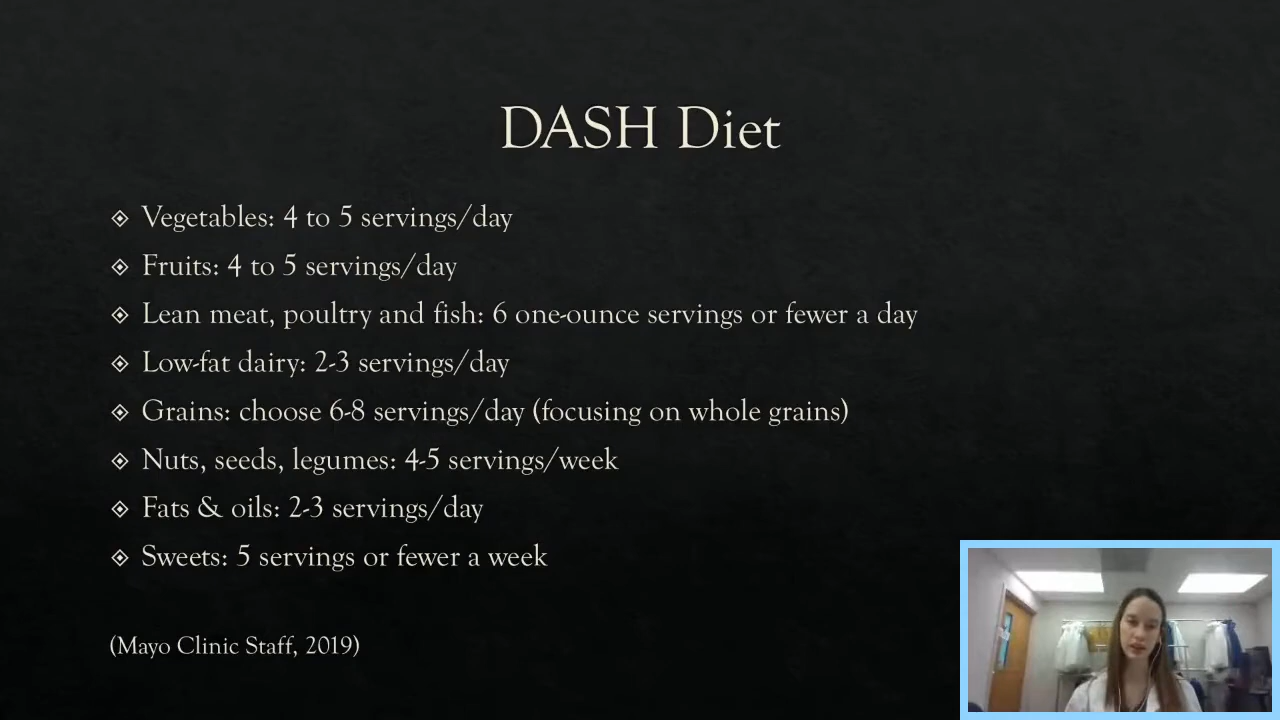 DASH Diet
Vegetables: 4 to 5 servings/day
Fruits: 4 to 5 servings/day
Lean meat, poultry and fish: 6 one-ounce servings or fewer a day
Low-fat dairy: 2-3 servings/day
Grains: choose 6-8 servings/day (focusing on whole grains)
Nuts, seeds, legumes: 4-5 servings/week
Fats & oils: 2-3 servings/day
Sweets: 5 servings or fewer a week
(Mayo Clinic Staff, 2019)